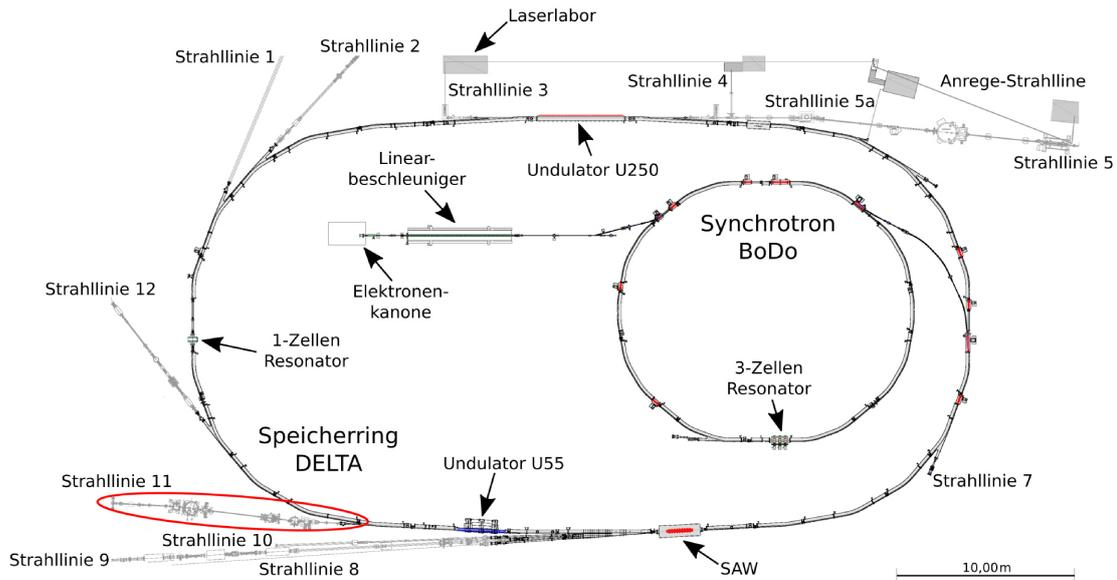 Laserlabor
Strahllinie 1
Strahllinie 2
Strahllinie 3
Strahllinie 4
Strahllinie 5a
Anrege-Strahllinie
Strahllinie 5
Undulator U250
Linear-
beschleuniger
Synchrotron
BoDo
Elektronen-
kanone
Strahllinie 12
1-Zellen
Resonator
3-Zellen
Resonator
Speicherring
DELTA
Undulator U55
Strahllinie 7
Strahllinie 11
Strahllinie 10
Strahllinie 9
Strahllinie 8
SAW
10,00m